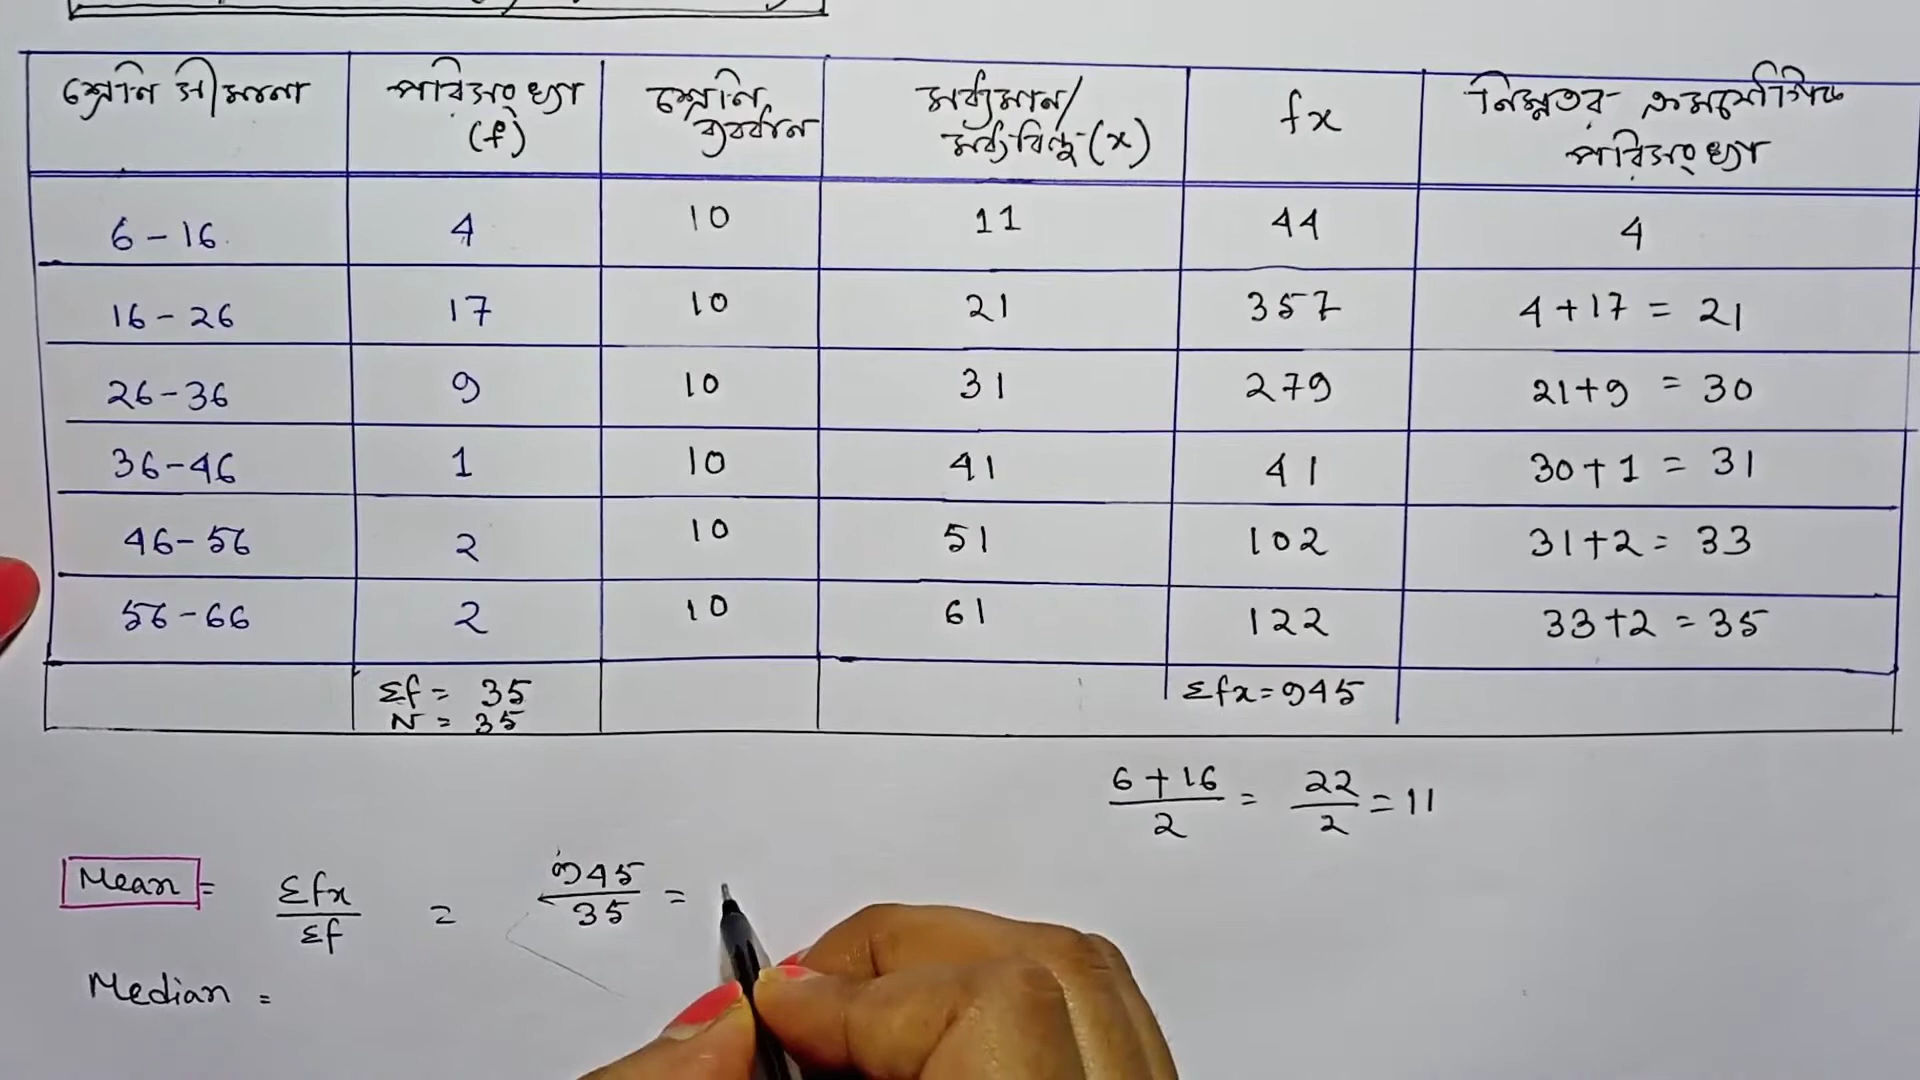 শ্রেণি সীমানা | পরিসংখ্যা (f) | শ্রেণি ব্যবধান | মধ্যমান/ মধ্যবিন্দু (x) | fx | নিম্নতর ক্রমযৌগিক পরিসংখ্যা
6-16 | 4 | 10 | 11 | 44 | 4
16-26 | 17 | 10 | 21 | 357 | 4+17 = 21
26-36 | 9 | 10 | 31 | 279 | 21+9 = 30
36-46 | 1 | 10 | 41 | 41 | 30+1 = 31
46-56 | 2 | 10 | 51 | 102 | 31+2 = 33
56-66 | 2 | 10 | 61 | 122 | 33+2 = 35
Σf = 35 | Σfx = 945
N = 35
6+16/2 = 22/2 = 11
Mean = Σfx/Σf = 945/35 =
Median =